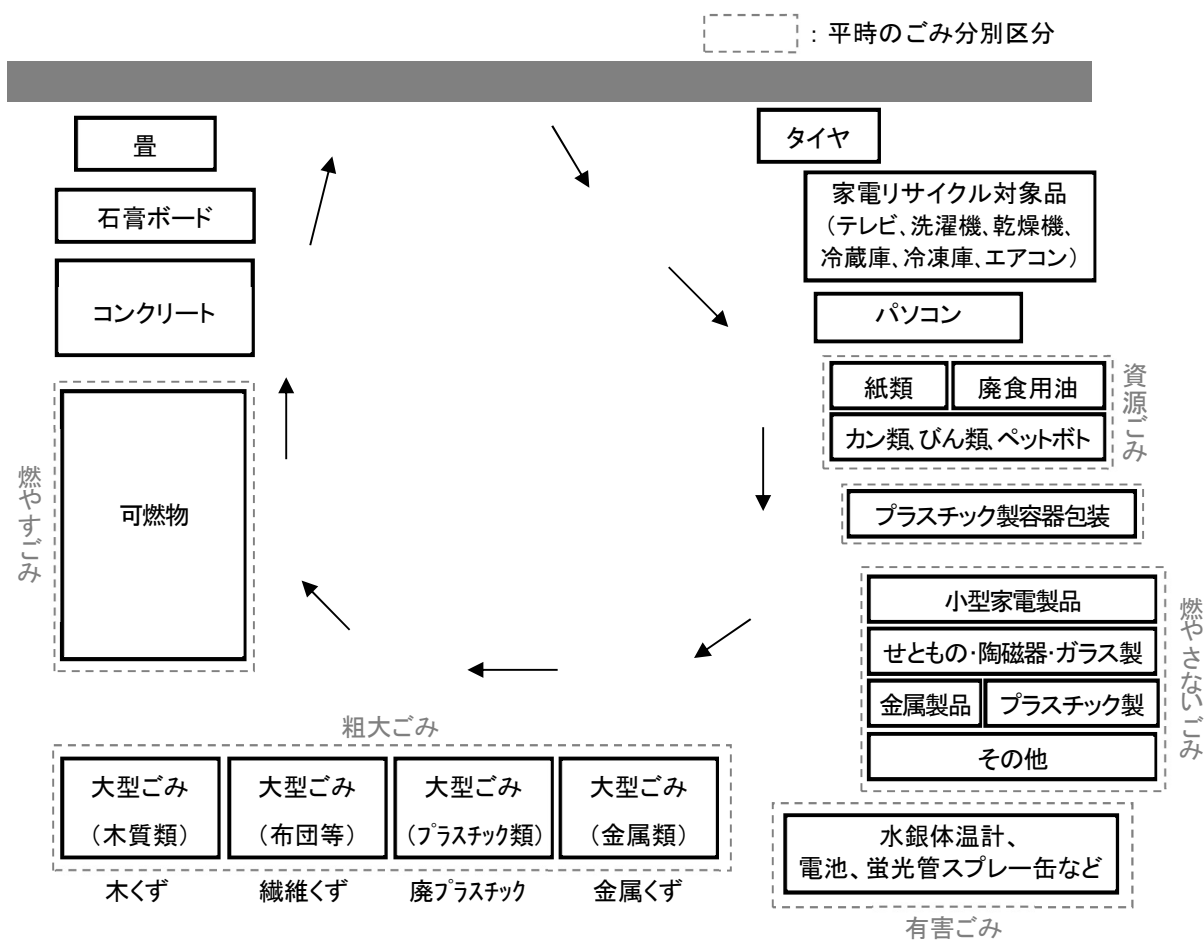 ：平時のごみ分別区分
畳
タイヤ
石膏ボード
家電リサイクル対象品
（テレビ、洗濯機、乾燥機、
冷蔵庫、冷凍庫、エアコン）
コンクリート
パソコン
資源ごみ
紙類
廃食用油
カン類、びん類、ペットボト
燃やすごみ
可燃物
プラスチック製容器包装
燃やさないごみ
小型家電製品
せともの・陶磁器・ガラス製
金属製品
プラスチック製
その他
粗大ごみ
大型ごみ
（木質類）
大型ごみ
（布団等）
大型ごみ
（プラスチック類）
大型ごみ
（金属類）
木くず
繊維くず
廃プラスチック
金属くず
水銀体温計、
電池、蛍光管スプレー缶など
有害ごみ